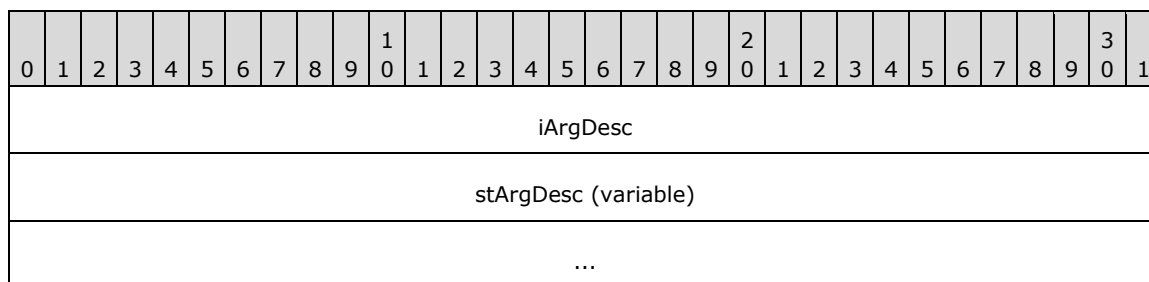 1 2 3
0 1 2 3 4 5 6 7 8 9 0 1 2 3 4 5 6 7 8 9 0 1 2 3 4 5 6 7 8 9 0 1
iArgDesc
stArgDesc (variable)
...